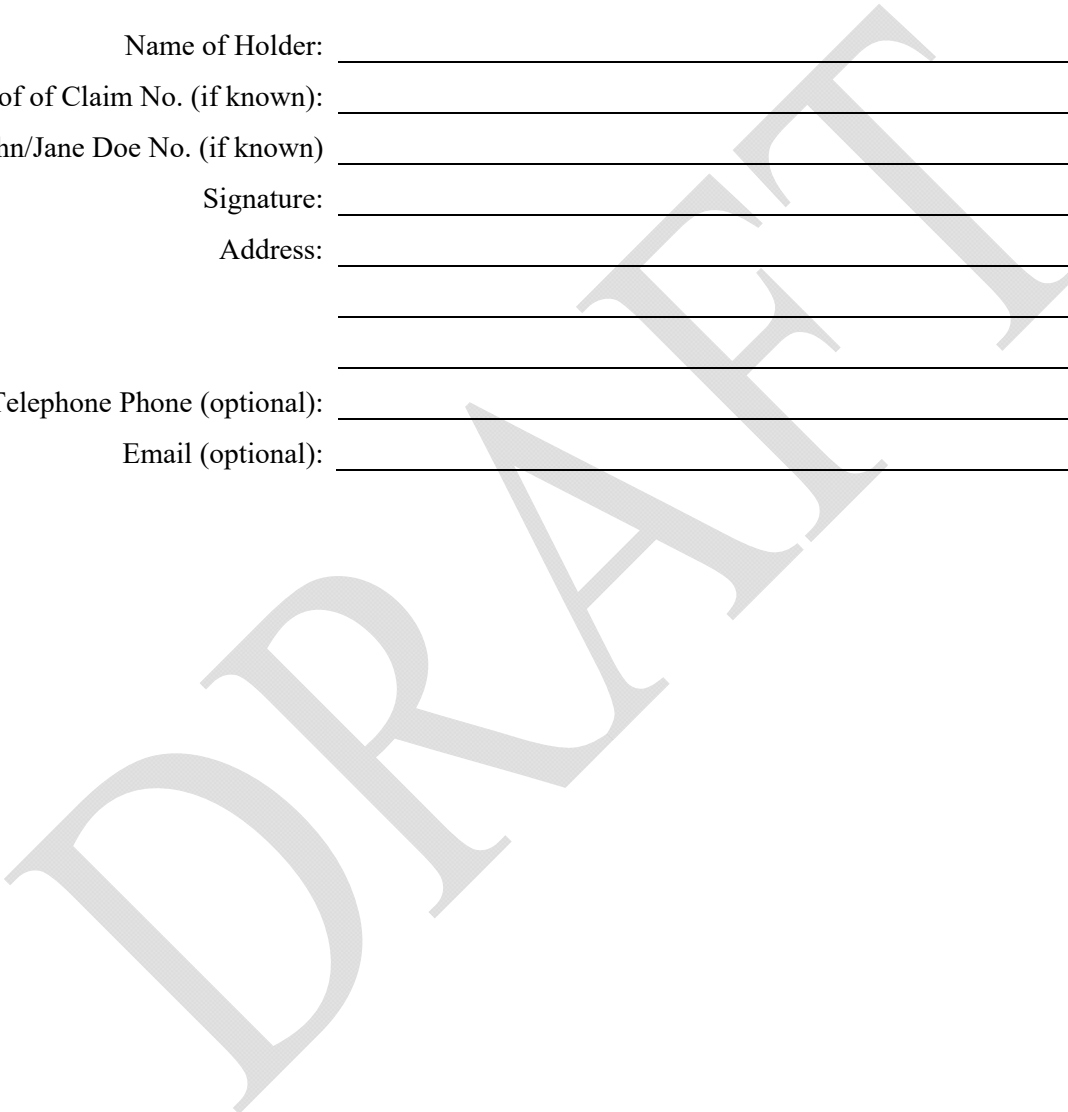 Name of Holder:
of of Claim No. (if known):
hn/Jane Doe No. (if known)
Signature:
Address:
Telephone Phone (optional):
Email (optional):
DRAFT